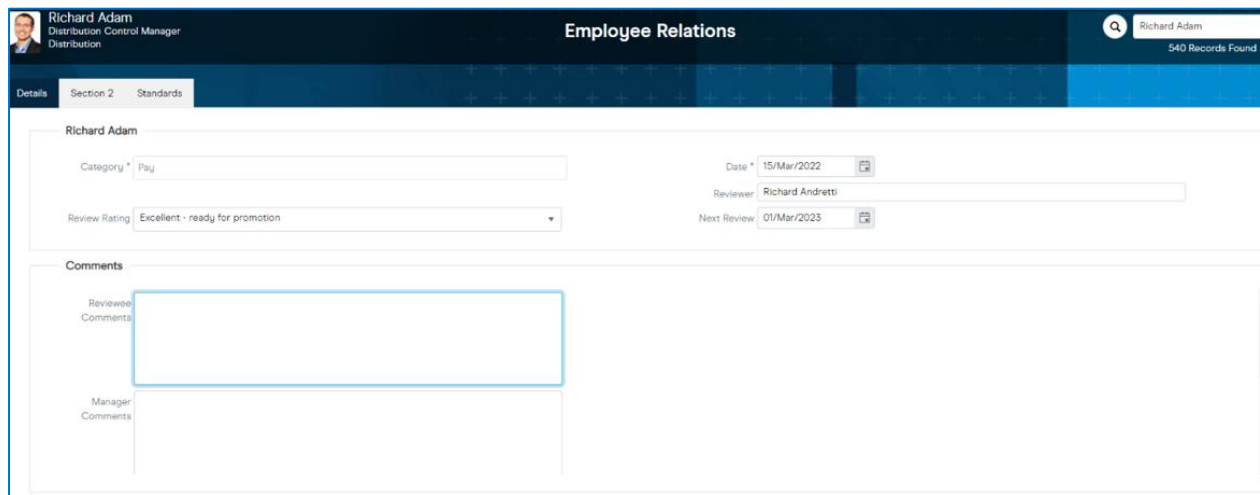 Richard Adam
Distribution Control Manager
Distribution
Employee Relations
Richard Adam
540 Records Found
Details Section 2 Standards
Richard Adam
Category * Pay
Date * 15/Mar/2022
Reviewer Richard Andretti
Review Rating Excellent - ready for promotion
Next Review 01/Mar/2023
Comments
Reviewee
Comments
Manager
Comments